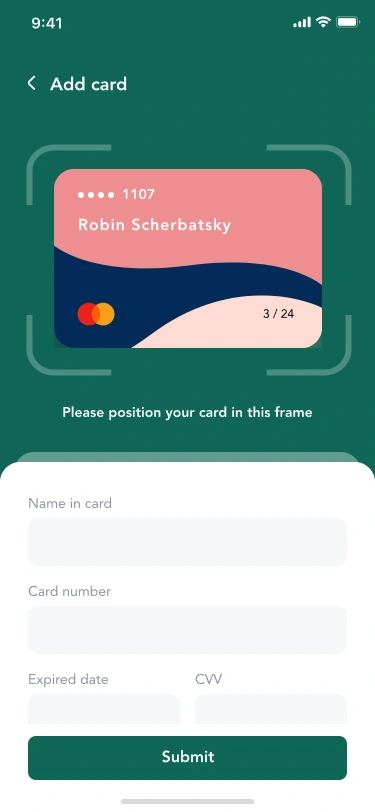 9:41
Add card
•••• 1107
Robin Scherbatsky
3 / 24
Please position your card in this frame
Name in card
Card number
Expired date
CVV
Submit